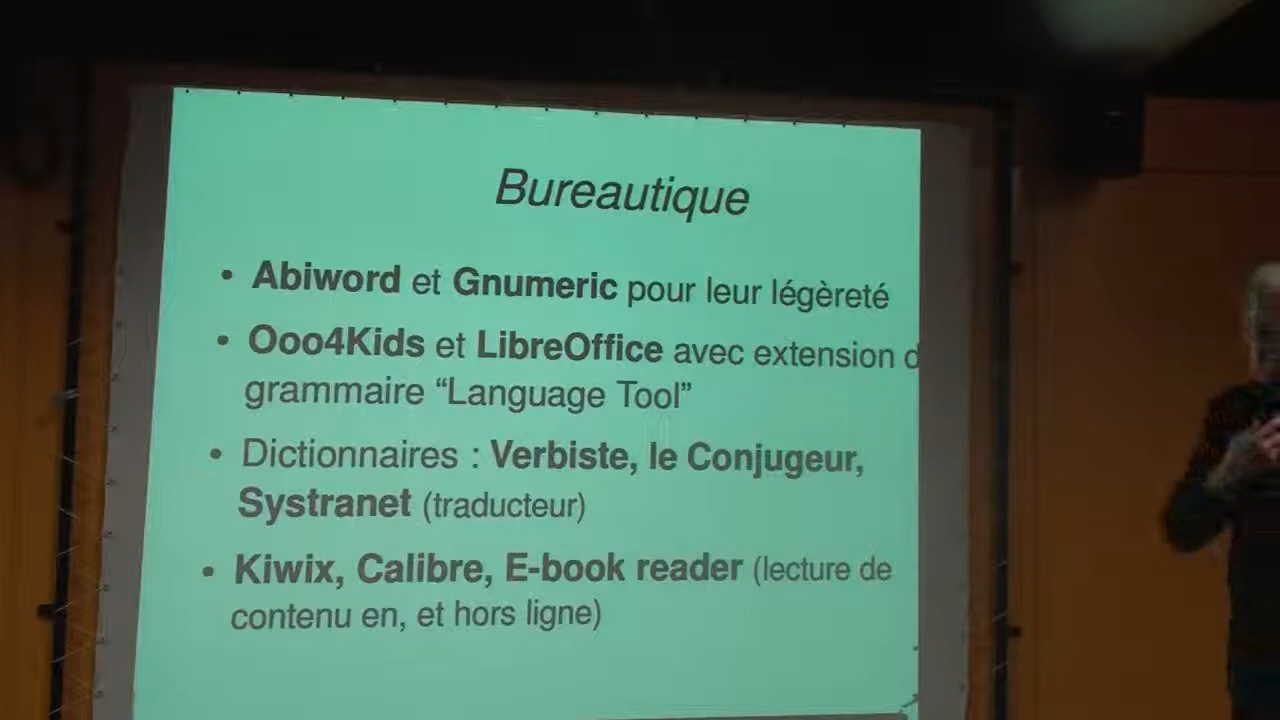 Bureautique
• Abiword et Gnumeric pour leur légèreté
• Ooo4Kids et LibreOffice avec extension
grammaire “Language Tool”
• Dictionnaires : Verbiste, le Conjugeur,
Systranet (traducteur)
• Kiwix, Calibre, E-book reader (lecture de
contenu en, et hors ligne)